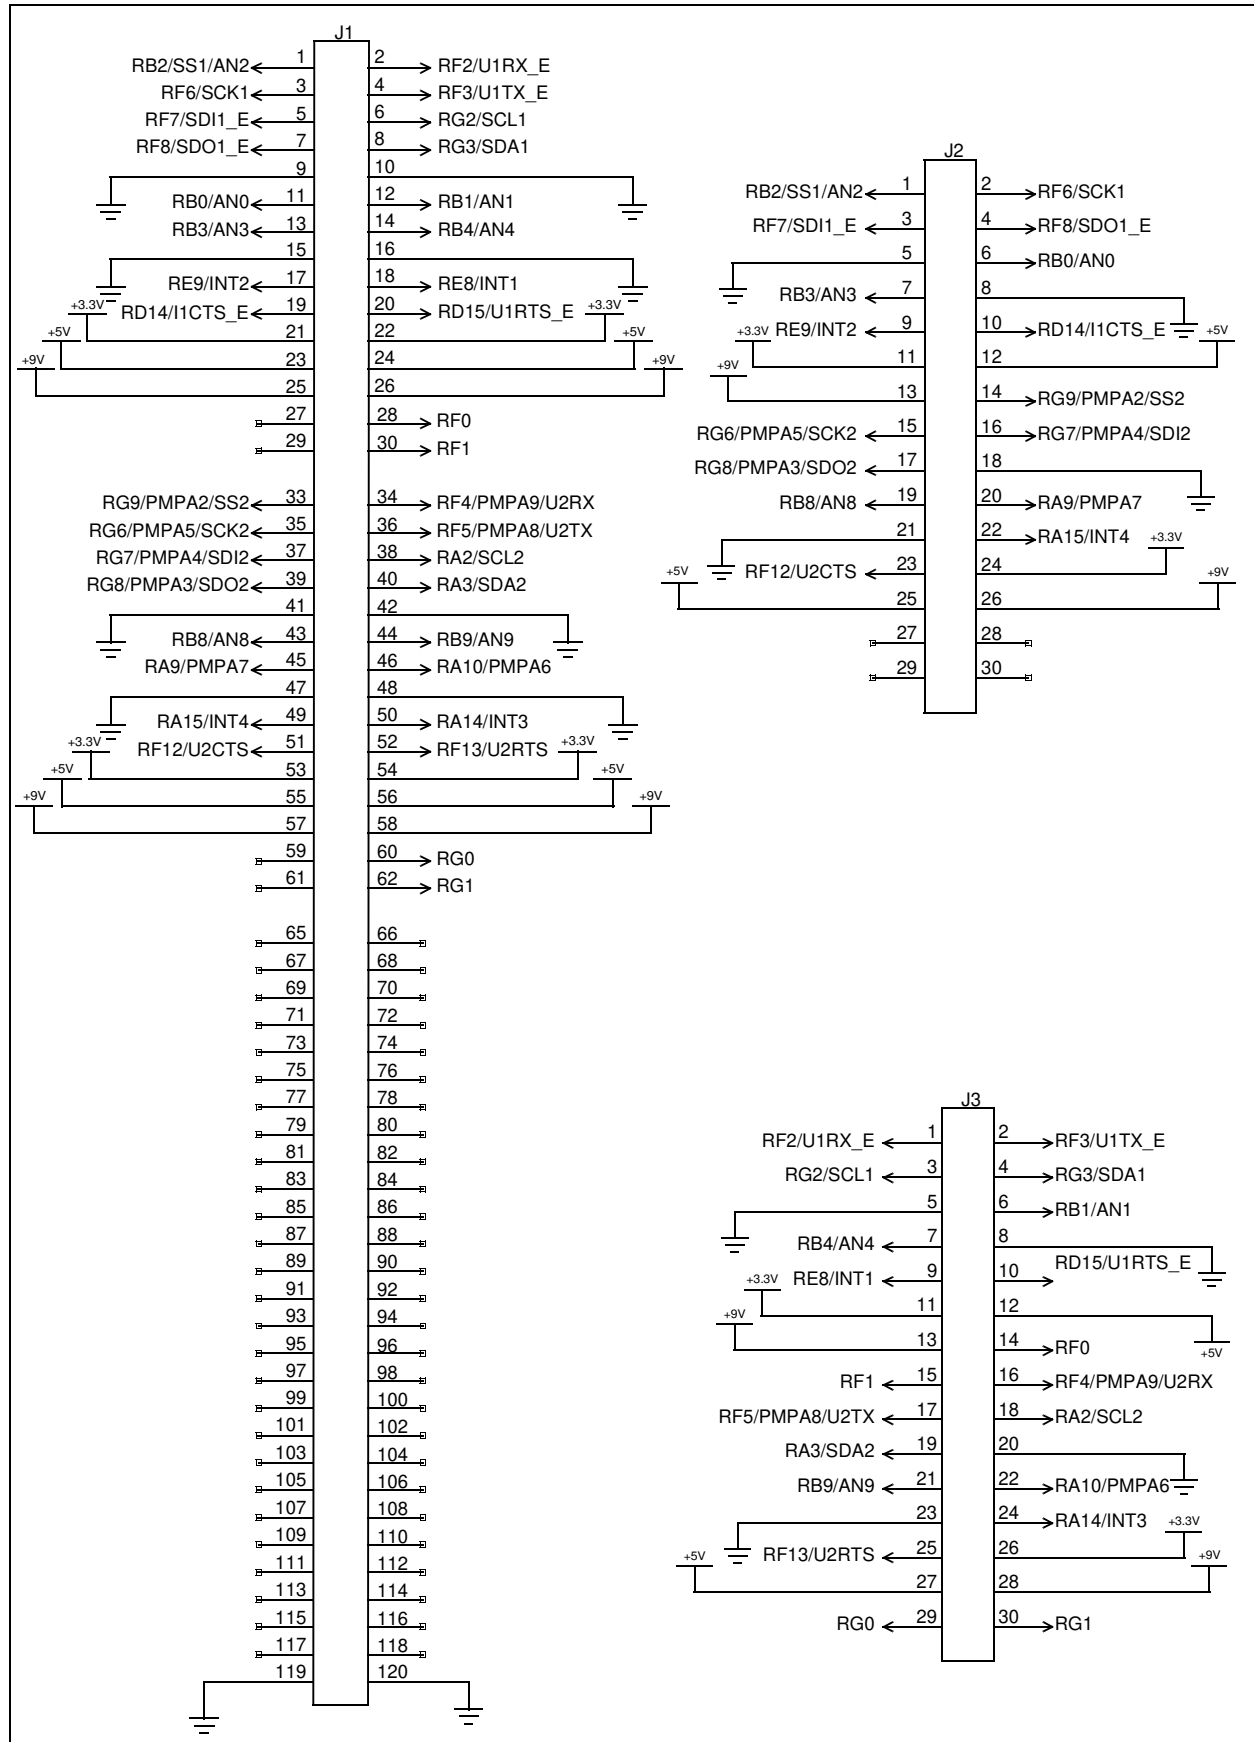 J1
RB2/SS1/AN2 1 2 RF2/U1RX_E
RF6/SCK1 3 4 RF3/U1TX_E
RF7/SDI1_E 5 6 RG2/SCL1
RF8/SDO1_E 7 8 RG3/SDA1
9 10
RB0/AN0 11 12 RB1/AN1
RB3/AN3 13 14 RB4/AN4
15 16
RE9/INT2 17 18 RE8/INT1
+3.3V RD14/I1CTS_E 19 20 RD15/U1RTS_E +3.3V
+5V 21 22 +5V
+9V 23 24 +9V
25 26
27 28 RF0
29 30 RF1
RG9/PMPA2/SS2 33 34 RF4/PMPA9/U2RX
RG6/PMPA5/SCK2 35 36 RF5/PMPA8/U2TX
RG7/PMPA4/SDI2 37 38 RA2/SCL2
RG8/PMPA3/SDO2 39 40 RA3/SDA2
41 42
RB8/AN8 43 44 RB9/AN9
RA9/PMPA7 45 46 RA10/PMPA6
47 48
RA15/INT4 49 50 RA14/INT3
+3.3V RF12/U2CTS 51 52 RF13/U2RTS +3.3V
+5V 53 54 +5V
+9V 55 56 +9V
57 58
59 60 RG0
61 62 RG1
65 66
67 68
69 70
71 72
73 74
75 76
77 78
79 80
81 82
83 84
85 86
87 88
89 90
91 92
93 94
95 96
97 98
99 100
101 102
103 104
105 106
107 108
109 110
111 112
113 114
115 116
117 118
119 120
J2
RB2/SS1/AN2 1 2 RF6/SCK1
RF7/SDI1_E 3 4 RF8/SDO1_E
5 6 RB0/AN0
RB3/AN3 7 8
+3.3V RE9/INT2 9 10 RD14/I1CTS_E +5V
+9V 11 12
13 14 RG9/PMPA2/SS2
RG6/PMPA5/SCK2 15 16 RG7/PMPA4/SDI2
RG8/PMPA3/SDO2 17 18
RB8/AN8 19 20 RA9/PMPA7
21 22 RA15/INT4 +3.3V
+5V RF12/U2CTS 23 24 +9V
25 26
27 28
29 30
J3
RF2/U1RX_E 1 2 RF3/U1TX_E
RG2/SCL1 3 4 RG3/SDA1
5 6 RB1/AN1
RB4/AN4 7 8
+3.3V RE8/INT1 9 10 RD15/U1RTS_E
+9V 11 12
13 14 RF0 +5V
RF1 15 16 RF4/PMPA9/U2RX
RF5/PMPA8/U2TX 17 18 RA2/SCL2
RA3/SDA2 19 20
RB9/AN9 21 22 RA10/PMPA6
23 24 RA14/INT3 +3.3V
+5V RF13/U2RTS 25 26 +9V
27 28
RG0 29 30 RG1